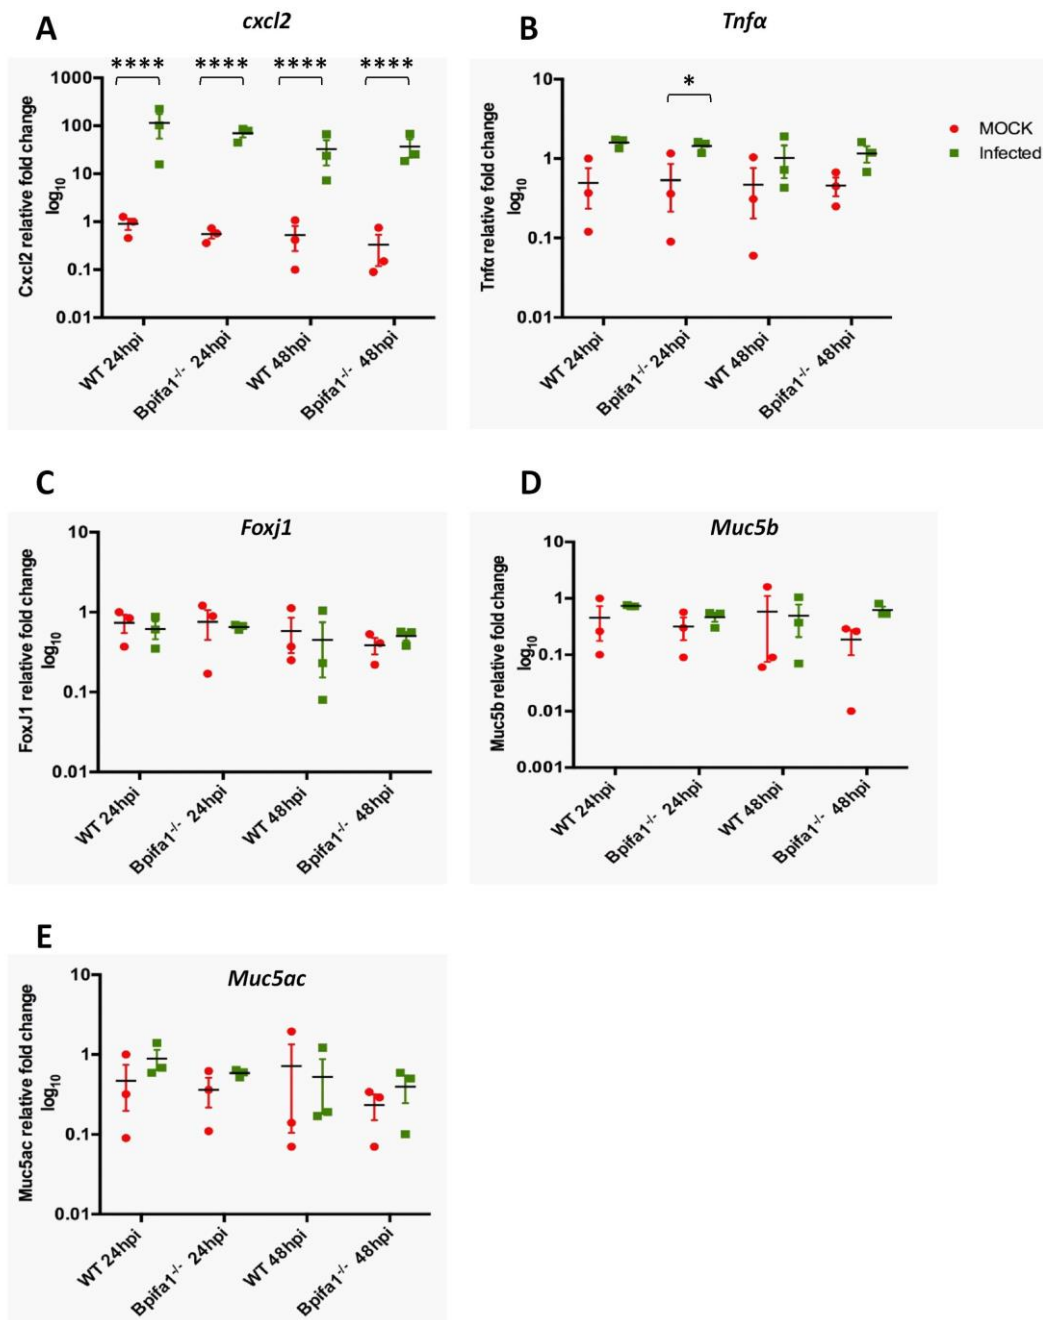 A
cxcl2
**** **** **** ****
Cxcl2 relative fold change
log10
1000
100
10
1
0.1
0.01
WT 24hpi
Bpifa1-/- 24hpi
WT 48hpi
Bpifa1-/- 48hpi
B
Tnfα
*
Tnfα relative fold change
log10
10
1
0.1
0.01
WT 24hpi
Bpifa1-/- 24hpi
WT 48hpi
Bpifa1-/- 48hpi
MOCK
Infected
C
Foxj1
FoxJ1 relative fold change
log10
10
1
0.1
0.01
WT 24hpi
Bpifa1-/- 24hpi
WT 48hpi
Bpifa1-/- 48hpi
D
Muc5b
Muc5b relative fold change
log10
10
1
0.1
0.01
0.001
WT 24hpi
Bpifa1-/- 24hpi
WT 48hpi
Bpifa1-/- 48hpi
E
Muc5ac
Muc5ac relative fold change
log10
10
1
0.1
0.01
WT 24hpi
Bpifa1-/- 24hpi
WT 48hpi
Bpifa1-/- 48hpi